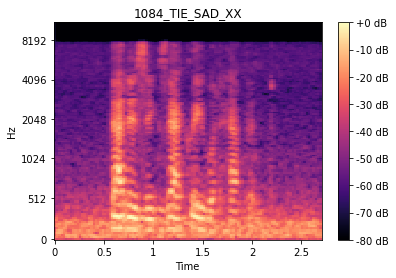 1084_TIE_SAD_XX
Hz
8192
4096
2048
1024
512
0
0
0.5
1
1.5
2
2.5
Time
+0 dB
-10 dB
-20 dB
-30 dB
-40 dB
-50 dB
-60 dB
-70 dB
-80 dB